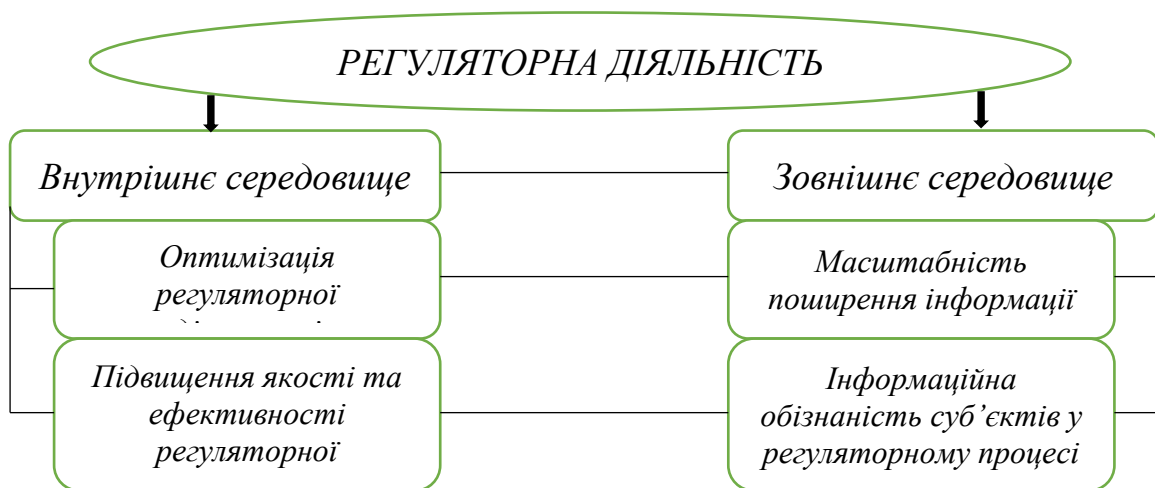 РЕГУЛЯТОРНА ДІЯЛЬНІСТЬ
Внутрішнє середовище
Зовнішнє середовище
Оптимізація
регуляторної
Масштабність
поширення інформації
Підвищення якості та
ефективності
регуляторної
Інформаційна
обізнаність суб’єктів у
регуляторному процесі